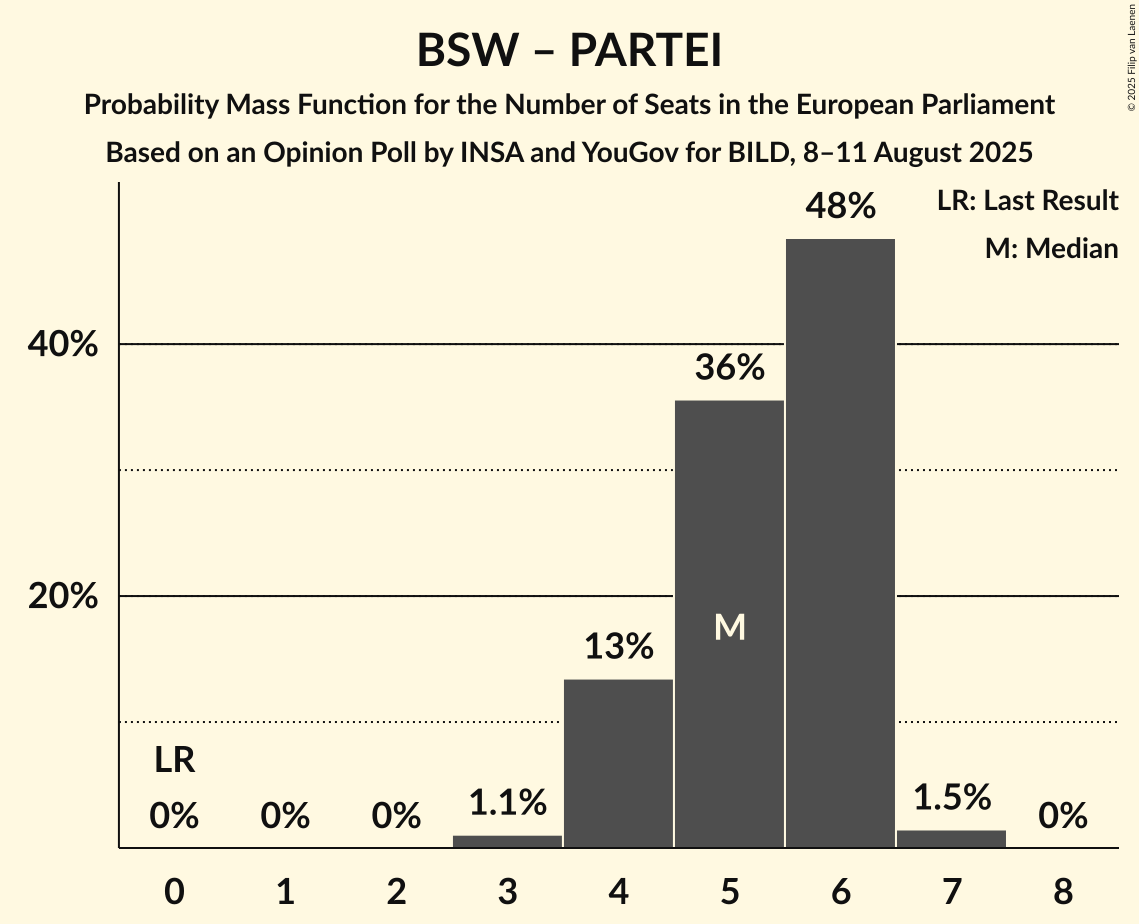 BSW – PARTEI
Probability Mass Function for the Number of Seats in the European Parliament
Based on an Opinion Poll by INSA and YouGov for BILD, 8–11 August 2025
© 2025 Filip van Laenen
LR: Last Result
M: Median
48%
40%
36%
20%
M
13%
LR
0%
0%
0%
1.1%
1.5%
0%
0
1
2
3
4
5
6
7
8